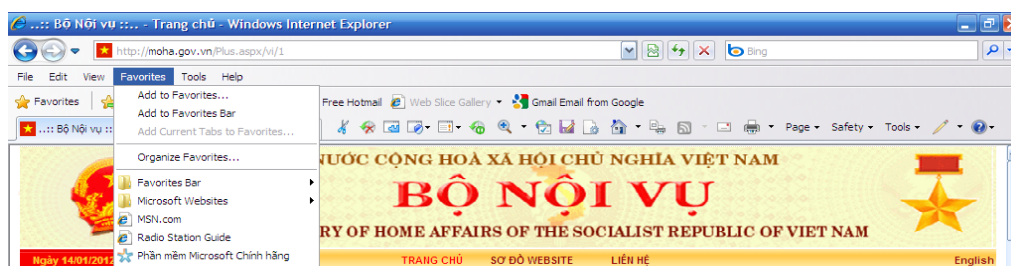 ..:: Bộ Nội vụ ::... - Trang chủ - Windows Internet Explorer
http://moha.gov.vn/Plus.aspx/vi/1
Bing
File Edit View Favorites Tools Help
Favorites
Free Hotmail Web Slice Gallery Gmail Email from Google
..:: Bộ Nội vụ ::
Page Safety Tools
Add to Favorites...
Add to Favorites Bar
Add Current Tabs to Favorites...
Organize Favorites...
Favorites Bar
Microsoft Websites
MSN.com
Radio Station Guide
Phần mềm Microsoft Chính hãng
NƯỚC CỘNG HOÀ XÃ HỘI CHỦ NGHĨA VIỆT NAM
BỘ NỘI VỤ
RY OF HOME AFFAIRS OF THE SOCIALIST REPUBLIC OF VIET NAM
Ngày 14/01/2012
TRANG CHỦ SƠ ĐỒ WEBSITE LIÊN HỆ English